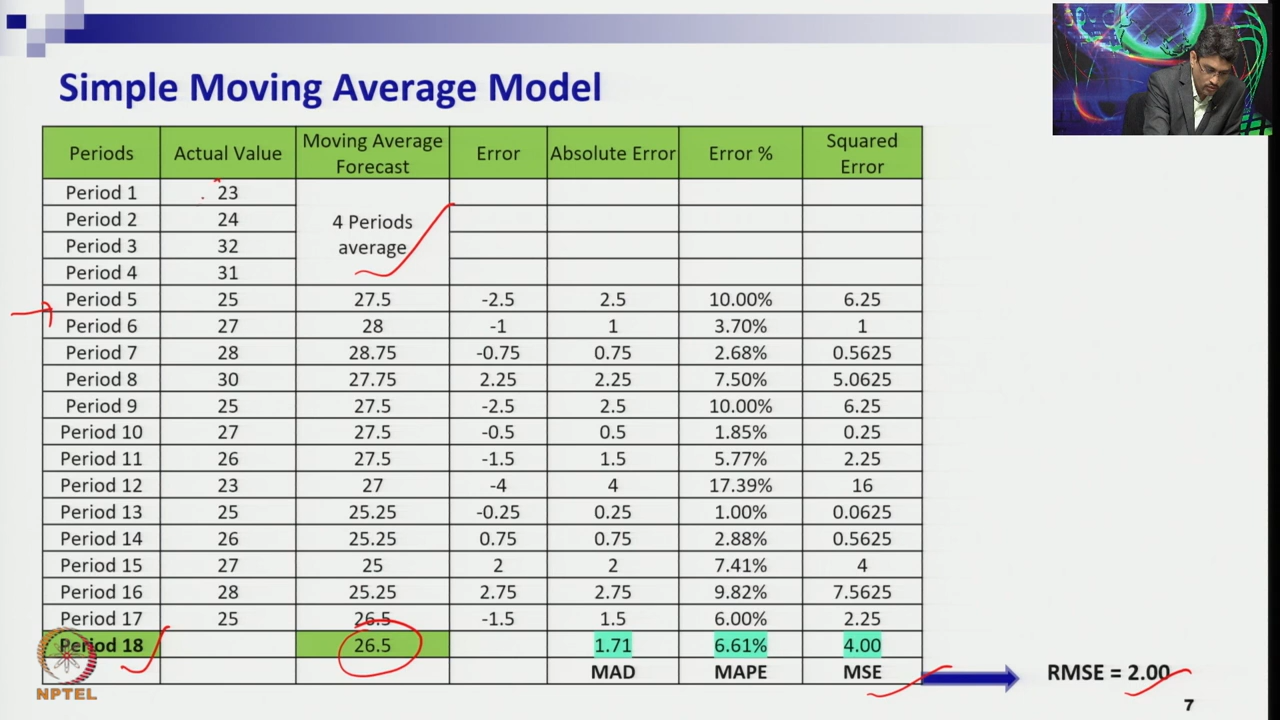 Simple Moving Average Model
Periods Actual Value Moving Average Forecast Error Absolute Error Error % Squared Error
Period 1 23
Period 2 24
4 Periods average
Period 3 32
Period 4 31
Period 5 25 27.5 -2.5 2.5 10.00% 6.25
Period 6 27 28 -1 1 3.70% 1
Period 7 28 28.75 -0.75 0.75 2.68% 0.5625
Period 8 30 27.75 2.25 2.25 7.50% 5.0625
Period 9 25 27.5 -2.5 2.5 10.00% 6.25
Period 10 27 27.5 -0.5 0.5 1.85% 0.25
Period 11 26 27.5 -1.5 1.5 5.77% 2.25
Period 12 23 27 -4 4 17.39% 16
Period 13 25 25.25 -0.25 0.25 1.00% 0.0625
Period 14 26 25.25 0.75 0.75 2.88% 0.5625
Period 15 27 25 2 2 7.41% 4
Period 16 28 25.25 2.75 2.75 9.82% 7.5625
Period 17 25 26.5 -1.5 1.5 6.00% 2.25
Period 18 26.5 1.71 6.61% 4.00
MAD MAPE MSE RMSE = 2.00
NPTEL
7